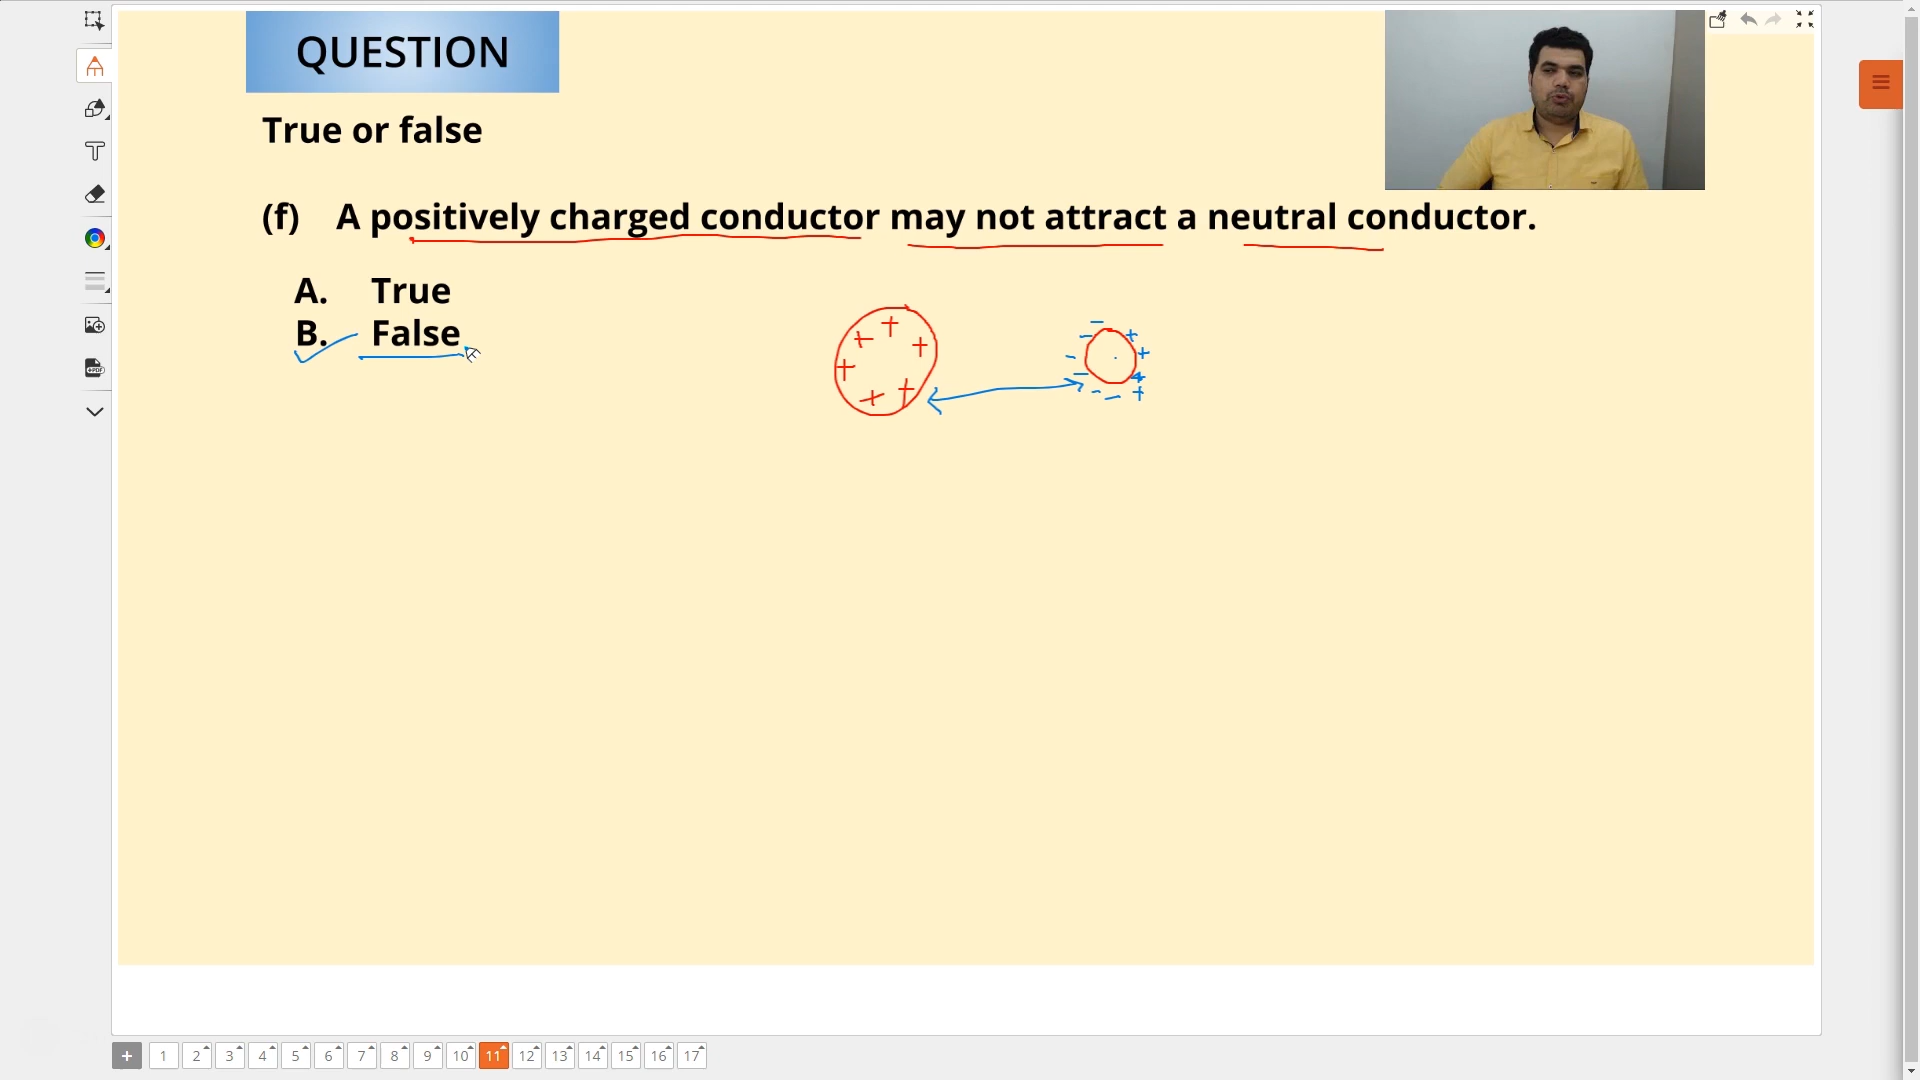 QUESTION
True or false
(f) A positively charged conductor may not attract a neutral conductor.
A. True
B. False
+ + + + + + +
- - - - - - + + + +
+ 1 2 3 4 5 6 7 8 9 10 11 12 13 14 15 16 17